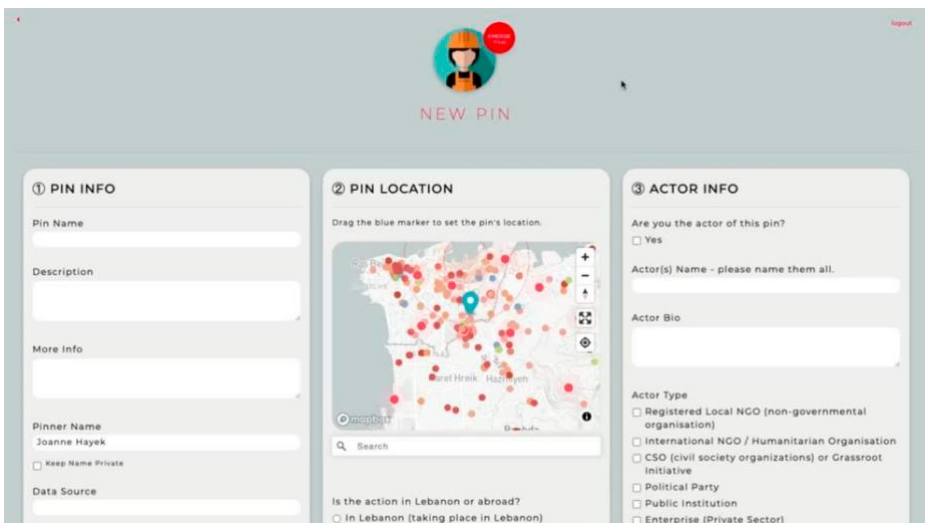 logout
EMERGE
NEW PIN
① PIN INFO
Pin Name
Description
More Info
Pinner Name
Joanne Hayek
Keep Name Private
Data Source
② PIN LOCATION
Drag the blue marker to set the pin's location.
Haret Hreik
Hazmiyeh
mapbox
Search
Is the action in Lebanon or abroad?
In Lebanon (taking place in Lebanon)
③ ACTOR INFO
Are you the actor of this pin?
Yes
Actor(s) Name - please name them all.
Actor Bio
Actor Type
Registered Local NGO (non-governmental
organisation)
International NGO / Humanitarian Organisation
CSO (civil society organizations) or Grassroot
Initiative
Political Party
Public Institution
Enterprise (Private Sector)